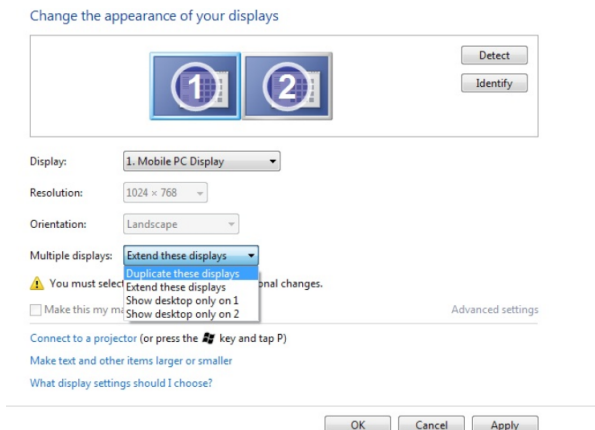 Change the appearance of your displays
1
2
Detect
Identify
Display: 1. Mobile PC Display
Resolution: 1024 × 768
Orientation: Landscape
Multiple displays: Extend these displays
Duplicate these displays
You must select onal changes.
Extend these displays
Show desktop only on 1
Make this my ma Advanced settings
Show desktop only on 2
Connect to a projector (or press the key and tap P)
Make text and other items larger or smaller
What display settings should I choose?
OK Cancel Apply